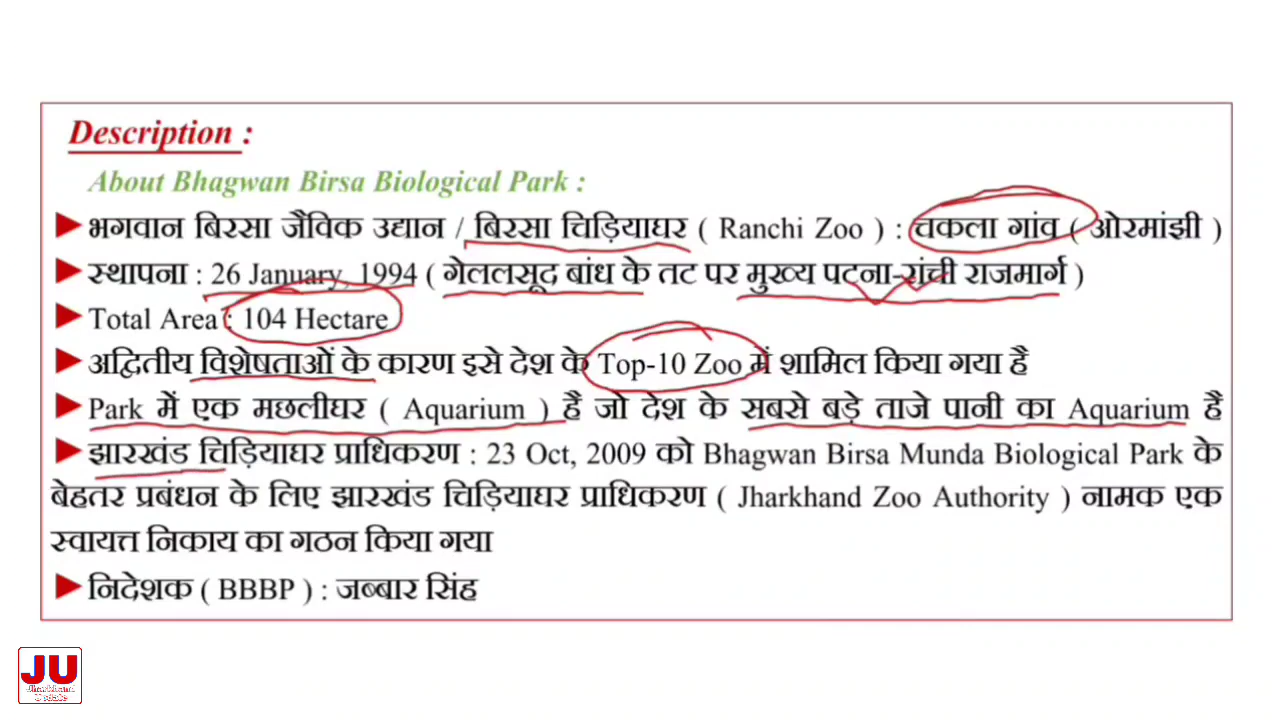 Description :
About Bhagwan Birsa Biological Park :
▶ भगवान बिरसा जैविक उद्यान / बिरसा चिड़ियाघर ( Ranchi Zoo ) : चकला गांव ( ओरमांझी )
▶ स्थापना : 26 January, 1994 ( गेललसूद बांध के तट पर मुख्य पटना-रांची राजमार्ग )
▶ Total Area : 104 Hectare
▶ अद्वितीय विशेषताओं के कारण इसे देश के Top-10 Zoo में शामिल किया गया है
▶ Park में एक मछलीघर ( Aquarium ) है जो देश के सबसे बड़े ताजे पानी का Aquarium है
▶ झारखंड चिड़ियाघर प्राधिकरण : 23 Oct, 2009 को Bhagwan Birsa Munda Biological Park के
बेहतर प्रबंधन के लिए झारखंड चिड़ियाघर प्राधिकरण ( Jharkhand Zoo Authority ) नामक एक
स्वायत्त निकाय का गठन किया गया
▶ निदेशक ( BBBP ) : जब्बार सिंह
JU
Jharkhand
Update